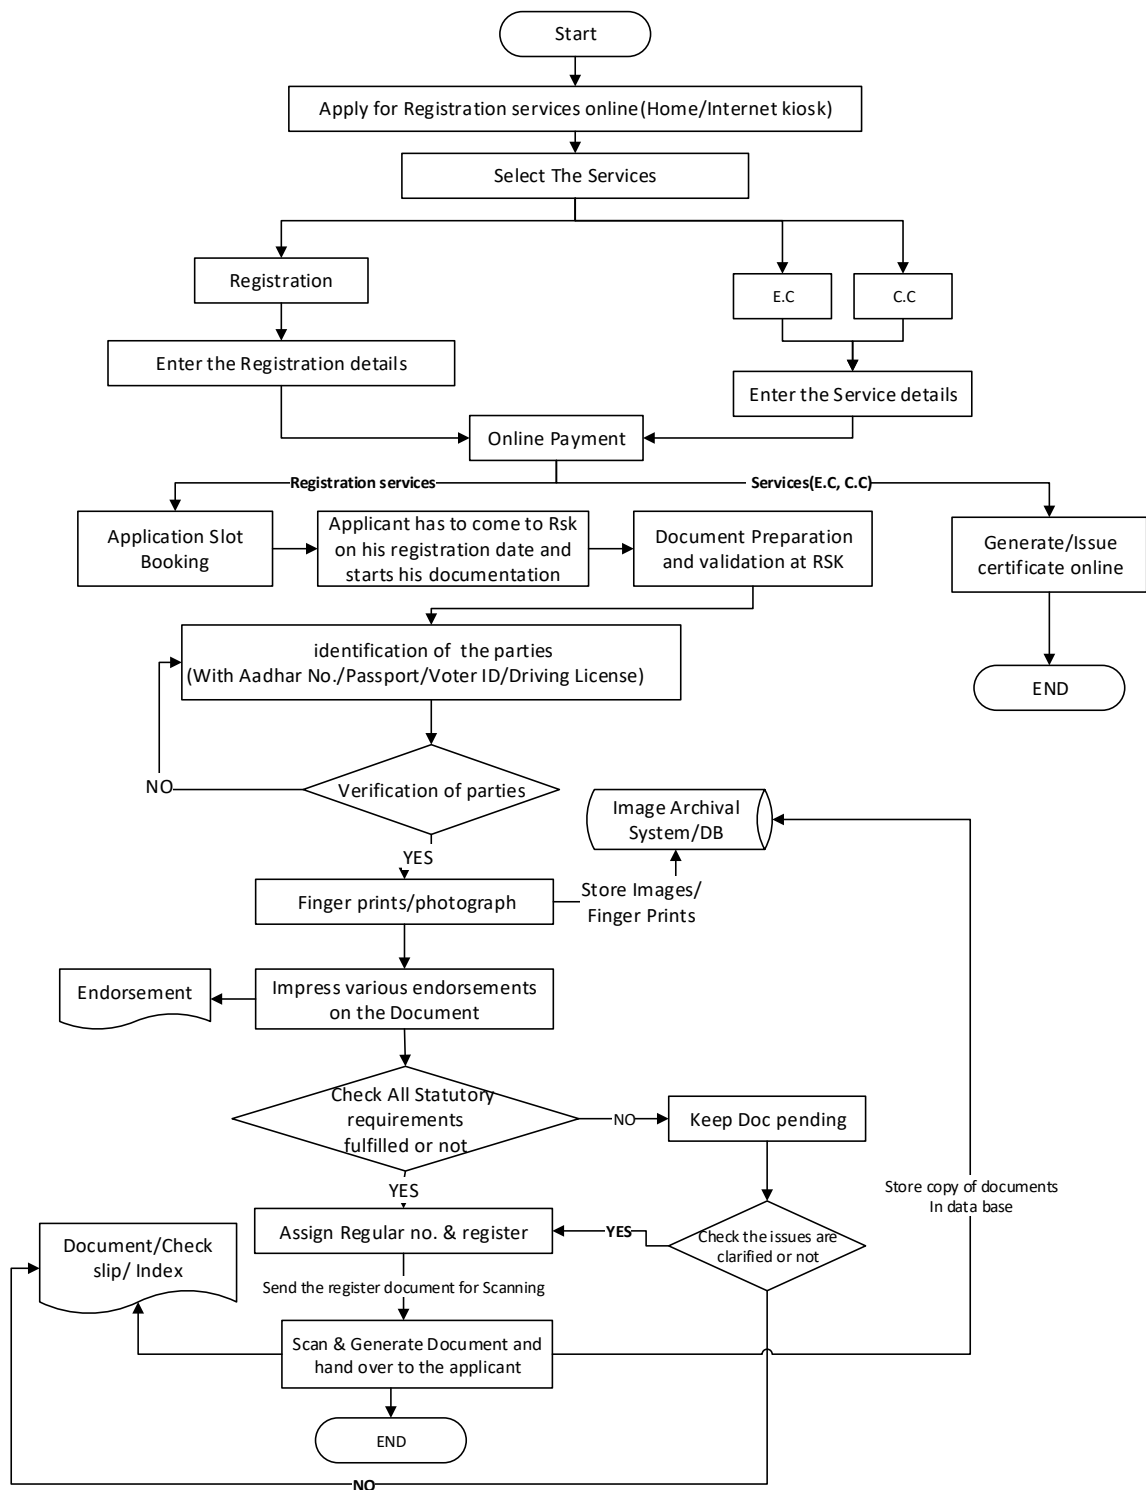 Start
Apply for Registration services online(Home/Internet kiosk)
Select The Services
Registration
E.C
C.C
Enter the Registration details
Enter the Service details
Online Payment
Registration services
Services(E.C, C.C)
Application Slot
Booking
Applicant has to come to Rsk
on his registration date and
starts his documentation
Document Preparation
and validation at RSK
Generate/Issue
certificate online
END
identification of the parties
(With Aadhar No./Passport/Voter ID/Driving License)
Verification of parties
NO
YES
Image Archival
System/DB
Finger prints/photograph
Store Images/
Finger Prints
Impress various endorsements
on the Document
Endorsement
Check All Statutory
requirements
fulfilled or not
NO
Keep Doc pending
YES
Store copy of documents
In data base
Assign Regular no. & register
YES
Check the issues are
clarified or not
Document/Check
slip/ Index
Send the register document for Scanning
Scan & Generate Document and
hand over to the applicant
END
NO